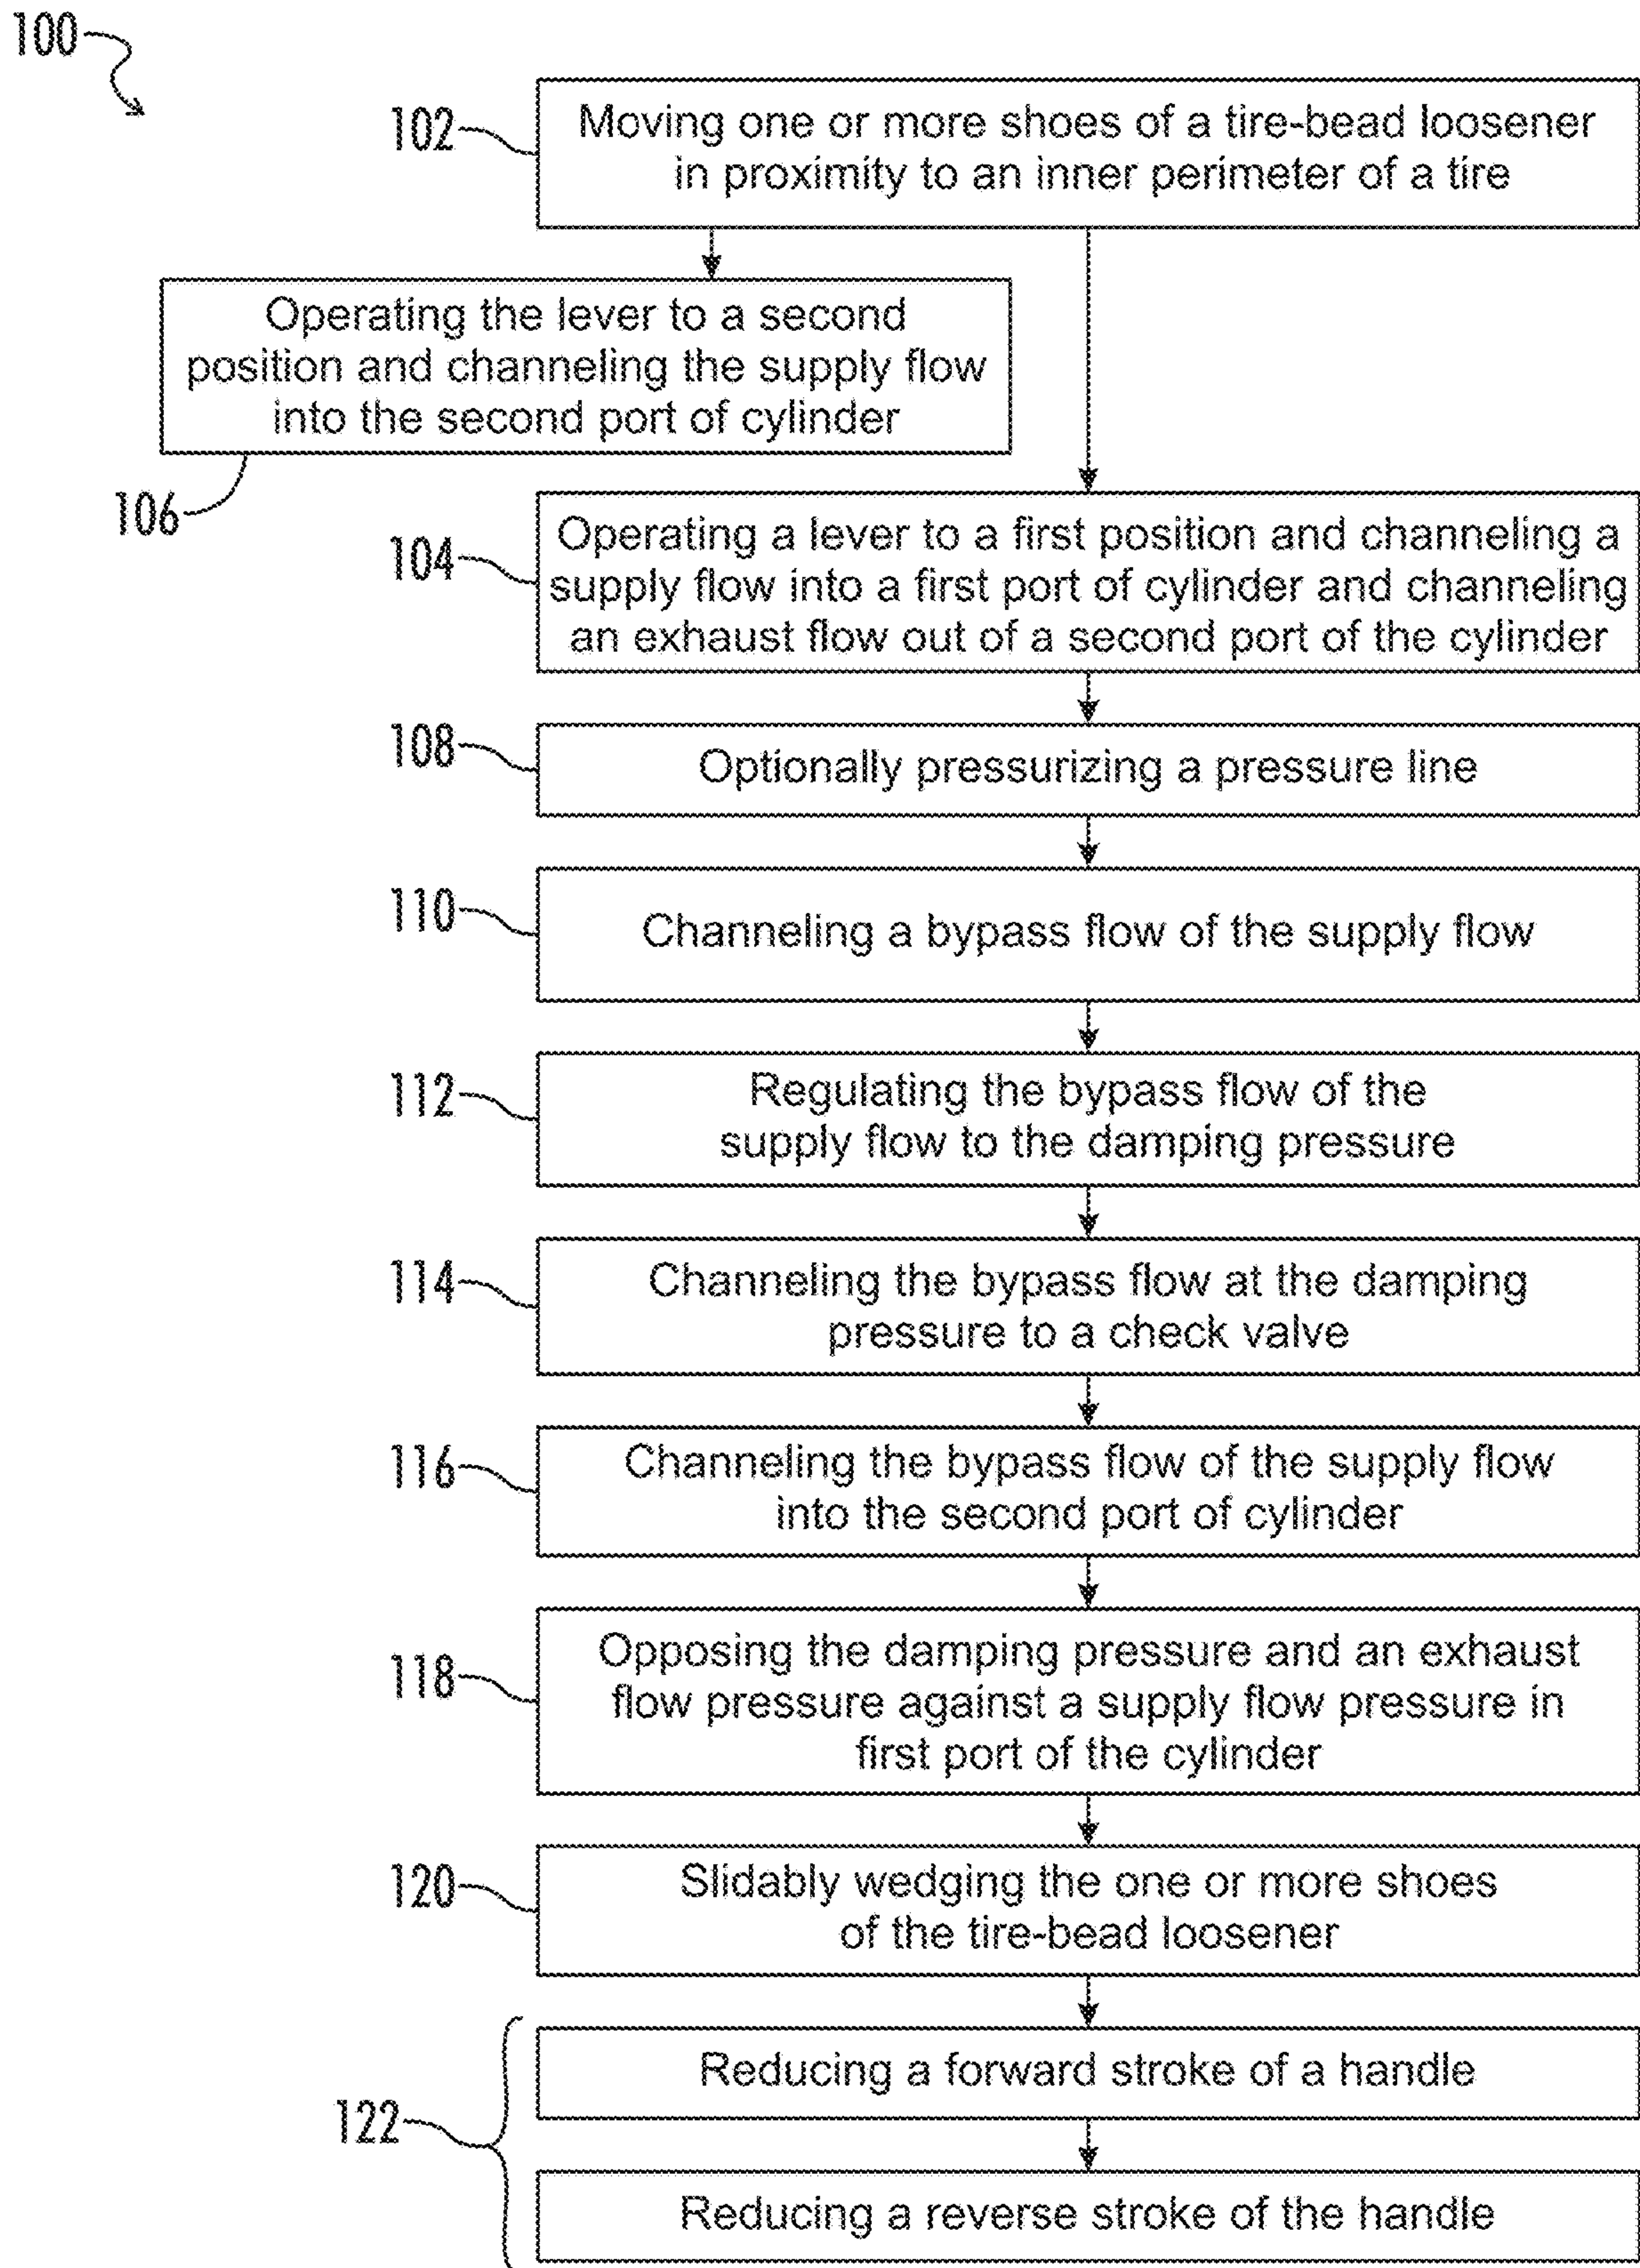 100
102
Moving one or more shoes of a tire-bead loosener
in proximity to an inner perimeter of a tire
Operating the lever to a second
position and channeling the supply flow
into the second port of cylinder
106
104
Operating a lever to a first position and channeling a
supply flow into a first port of cylinder and channeling
an exhaust flow out of a second port of the cylinder
108
Optionally pressurizing a pressure line
110
Channeling a bypass flow of the supply flow
112
Regulating the bypass flow of the
supply flow to the damping pressure
114
Channeling the bypass flow at the damping
pressure to a check valve
116
Channeling the bypass flow of the supply flow
into the second port of cylinder
118
Opposing the damping pressure and an exhaust
flow pressure against a supply flow pressure in
first port of the cylinder
120
Slidably wedging the one or more shoes
of the tire-bead loosener
122
Reducing a forward stroke of a handle
Reducing a reverse stroke of the handle